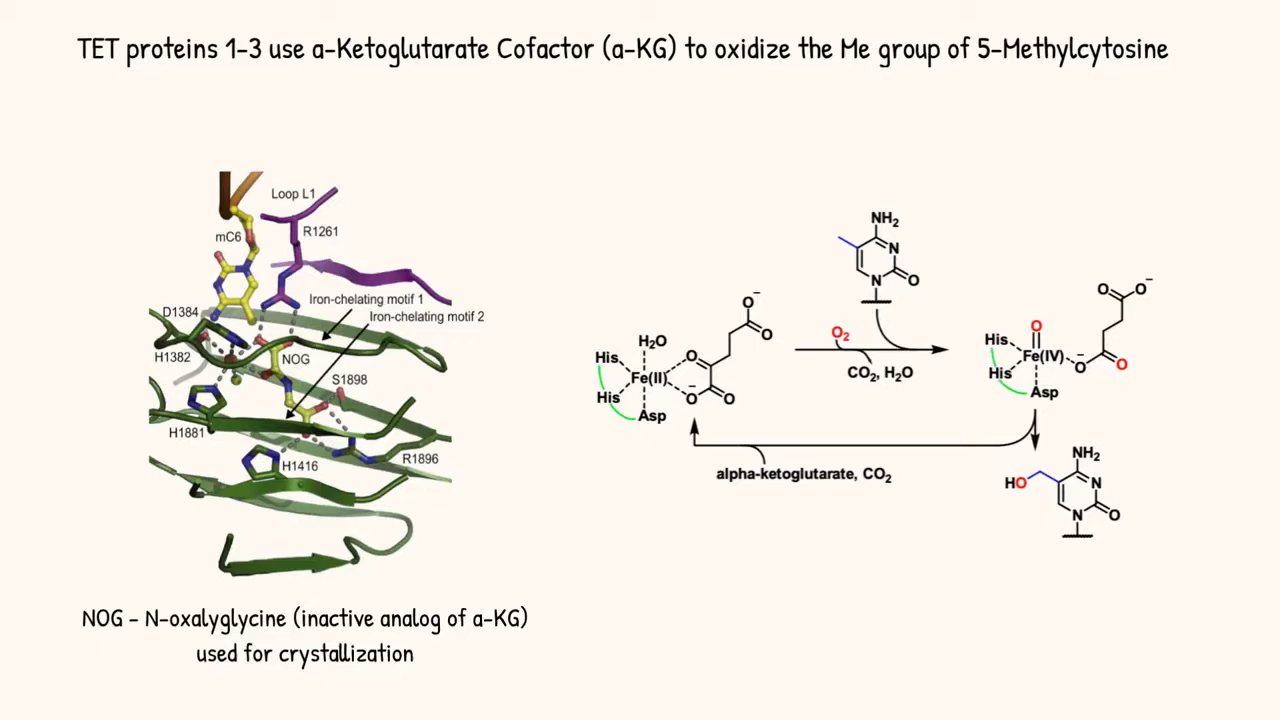 TET proteins 1-3 use a-Ketoglutarate Cofactor (a-KG) to oxidize the Me group of 5-Methylcytosine
Loop L1
mC6
R1261
Iron-chelating motif 1
Iron-chelating motif 2
D1384
H1382
NOG
S1898
H1881
H1416
R1896
NOG - N-oxalyglycine (inactive analog of a-KG)
used for crystallization
NH₂
N
N
O
O⁻
O
H₂O
His
Fe(II)
O
His
O⁻
O
Asp
O₂
CO₂, H₂O
O
O⁻
O
His
Fe(IV)
His
O⁻
O
Asp
alpha-ketoglutarate, CO₂
NH₂
HO
N
N
O